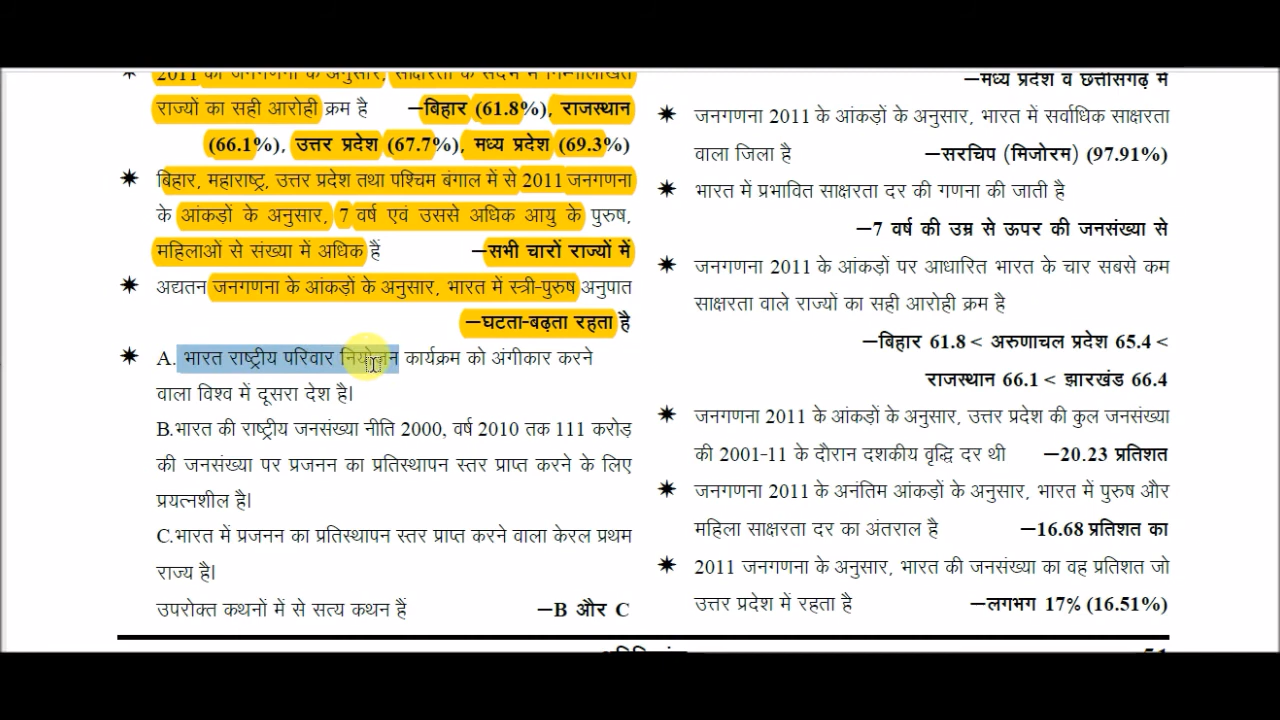 2011 की जनगणना के अनुसार, साक्षरता के संदर्भ में निम्नलिखित
राज्यों का सही आरोही क्रम है –बिहार (61.8%), राजस्थान
(66.1%), उत्तर प्रदेश (67.7%), मध्य प्रदेश (69.3%)
✷ बिहार, महाराष्ट्र, उत्तर प्रदेश तथा पश्चिम बंगाल में से 2011 जनगणना
के आंकड़ों के अनुसार, 7 वर्ष एवं उससे अधिक आयु के पुरुष,
महिलाओं से संख्या में अधिक हैं –सभी चारों राज्यों में
✷ अद्यतन जनगणना के आंकड़ों के अनुसार, भारत में स्त्री-पुरुष अनुपात
–घटता-बढ़ता रहता है
✷ A. भारत राष्ट्रीय परिवार नियोजन कार्यक्रम को अंगीकार करने
वाला विश्व में दूसरा देश है।
B.भारत की राष्ट्रीय जनसंख्या नीति 2000, वर्ष 2010 तक 111 करोड़
की जनसंख्या पर प्रजनन का प्रतिस्थापन स्तर प्राप्त करने के लिए
प्रयत्नशील है।
C.भारत में प्रजनन का प्रतिस्थापन स्तर प्राप्त करने वाला केरल प्रथम
राज्य है।
उपरोक्त कथनों में से सत्य कथन हैं –B और C
–मध्य प्रदेश व छत्तीसगढ़ में
✷ जनगणना 2011 के आंकड़ों के अनुसार, भारत में सर्वाधिक साक्षरता
वाला जिला है –सरचिप (मिजोरम) (97.91%)
✷ भारत में प्रभावित साक्षरता दर की गणना की जाती है
–7 वर्ष की उम्र से ऊपर की जनसंख्या से
✷ जनगणना 2011 के आंकड़ों पर आधारित भारत के चार सबसे कम
साक्षरता वाले राज्यों का सही आरोही क्रम है
–बिहार 61.8 < अरुणाचल प्रदेश 65.4 <
राजस्थान 66.1 < झारखंड 66.4
✷ जनगणना 2011 के आंकड़ों के अनुसार, उत्तर प्रदेश की कुल जनसंख्या
की 2001-11 के दौरान दशकीय वृद्धि दर थी –20.23 प्रतिशत
✷ जनगणना 2011 के अनंतिम आंकड़ों के अनुसार, भारत में पुरुष और
महिला साक्षरता दर का अंतराल है –16.68 प्रतिशत का
✷ 2011 जनगणना के अनुसार, भारत की जनसंख्या का वह प्रतिशत जो
उत्तर प्रदेश में रहता है –लगभग 17% (16.51%)